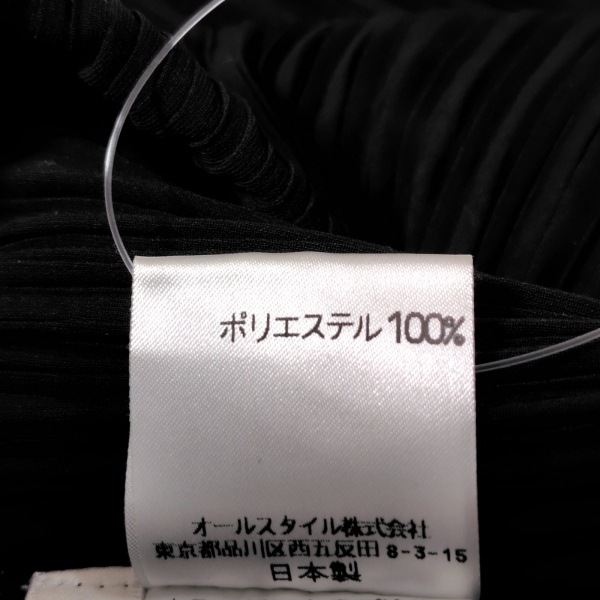 ポリエステル 100%
オールスタイル株式会社
東京都品川区西五反田 8-3-15
日本製